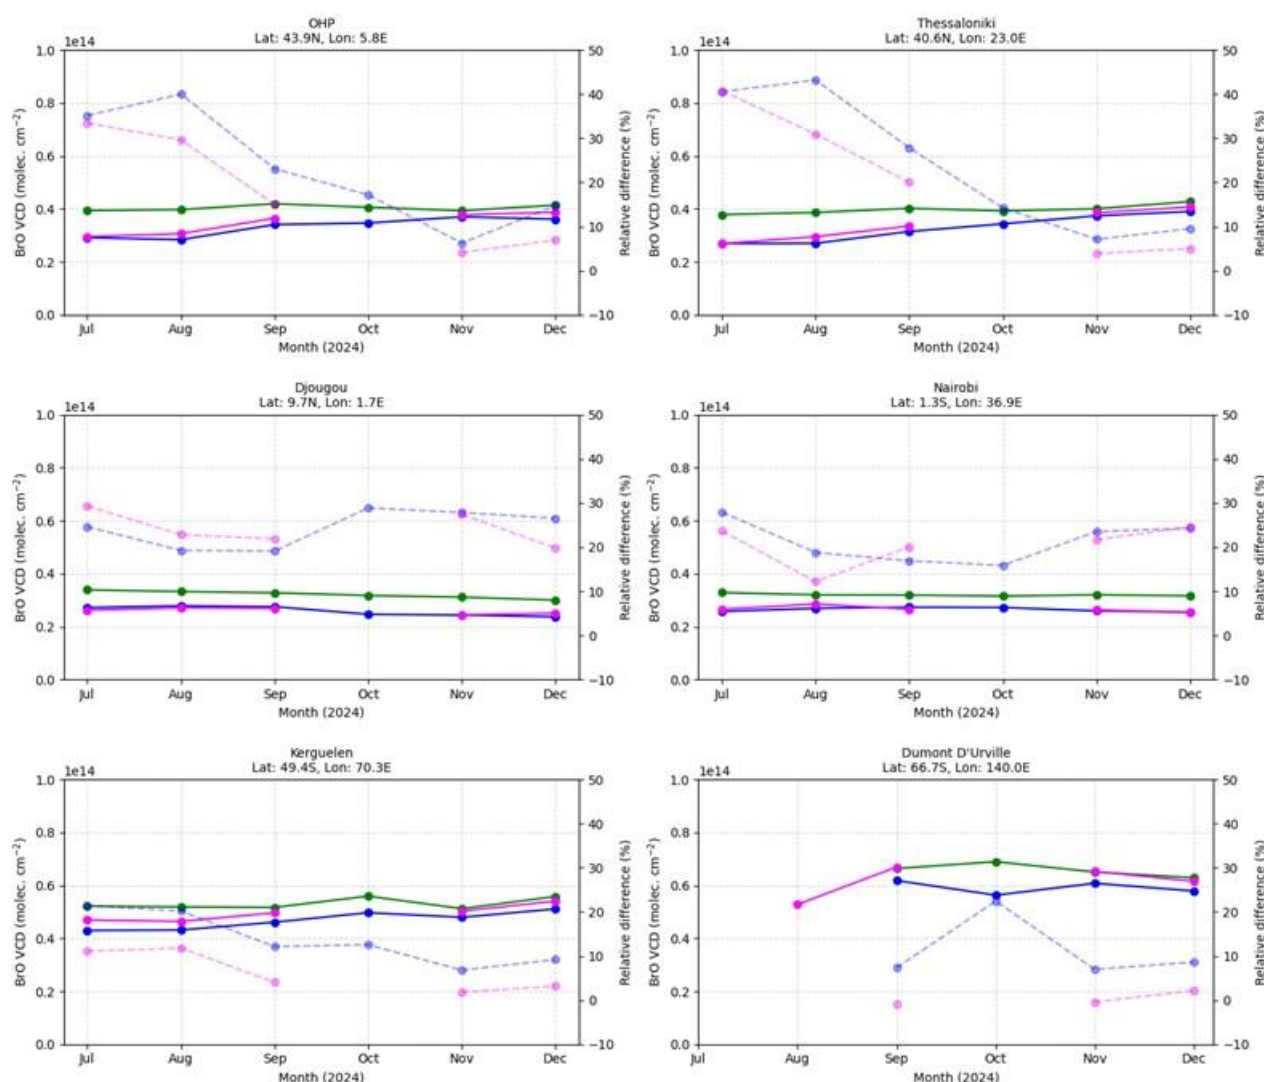 OHP
Lat: 43.9N, Lon: 5.8E
1e14
1.0
0.8
0.6
0.4
0.2
0.0
BrO VCD (molec. cm⁻²)
50
40
30
20
10
0
−10
Relative difference (%)
Jul Aug Sep Oct Nov Dec
Month (2024)
Thessaloniki
Lat: 40.6N, Lon: 23.0E
1e14
1.0
0.8
0.6
0.4
0.2
0.0
BrO VCD (molec. cm⁻²)
50
40
30
20
10
0
−10
Relative difference (%)
Jul Aug Sep Oct Nov Dec
Month (2024)
Djougou
Lat: 9.7N, Lon: 1.7E
1e14
1.0
0.8
0.6
0.4
0.2
0.0
BrO VCD (molec. cm⁻²)
50
40
30
20
10
0
−10
Relative difference (%)
Jul Aug Sep Oct Nov Dec
Month (2024)
Nairobi
Lat: 1.3S, Lon: 36.9E
1e14
1.0
0.8
0.6
0.4
0.2
0.0
BrO VCD (molec. cm⁻²)
50
40
30
20
10
0
−10
Relative difference (%)
Jul Aug Sep Oct Nov Dec
Month (2024)
Kerguelen
Lat: 49.4S, Lon: 70.3E
1e14
1.0
0.8
0.6
0.4
0.2
0.0
BrO VCD (molec. cm⁻²)
50
40
30
20
10
0
−10
Relative difference (%)
Jul Aug Sep Oct Nov Dec
Month (2024)
Dumont D'Urville
Lat: 66.7S, Lon: 140.0E
1e14
1.0
0.8
0.6
0.4
0.2
0.0
BrO VCD (molec. cm⁻²)
50
40
30
20
10
0
−10
Relative difference (%)
Jul Aug Sep Oct Nov Dec
Month (2024)